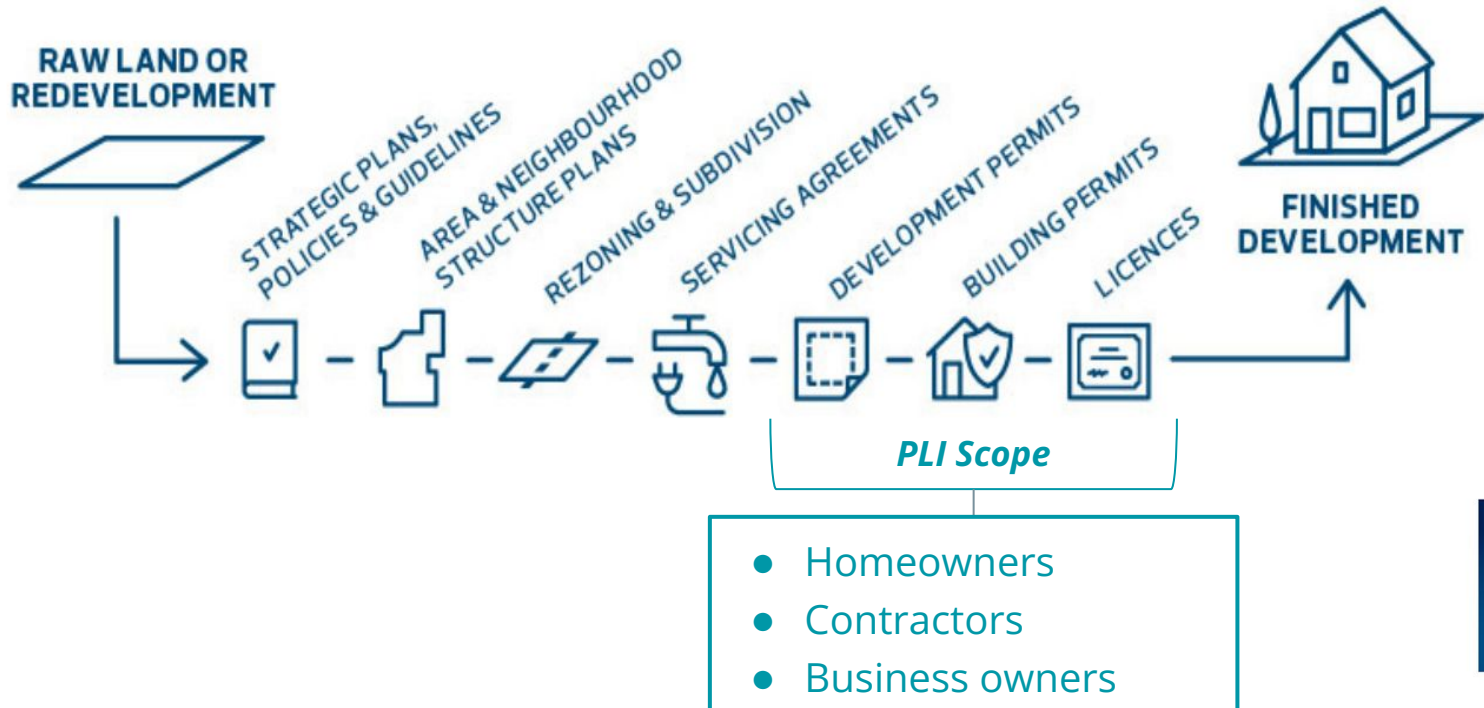 RAW LAND OR
REDEVELOPMENT
STRATEGIC PLANS,
POLICIES & GUIDELINES
AREA & NEIGHBOURHOOD
STRUCTURE PLANS
REZONING & SUBDIVISION
SERVICING AGREEMENTS
DEVELOPMENT PERMITS
BUILDING PERMITS
LICENCES
FINISHED
DEVELOPMENT
PLI Scope
● Homeowners
● Contractors
● Business owners